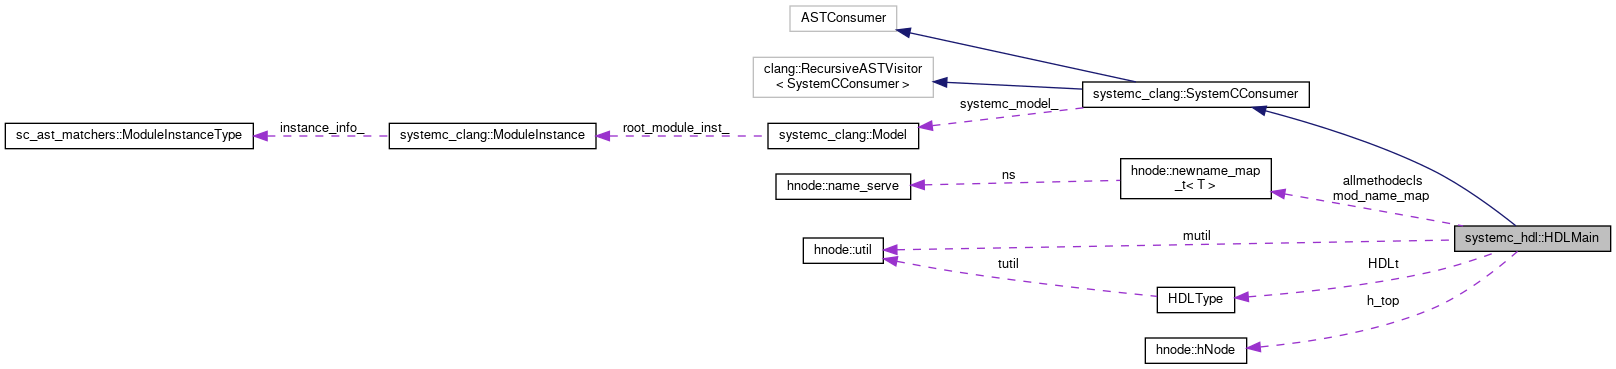 ASTConsumer
clang::RecursiveASTVisitor
< SystemCConsumer >
systemc_clang::SystemCConsumer
systemc_model_
sc_ast_matchers::ModuleInstanceType
instance_info_
systemc_clang::ModuleInstance
root_module_inst_
systemc_clang::Model
hnode::name_serve
ns
hnode::newname_map
_t< T >
allmethodecls
mod_name_map
systemc_hdl::HDLMain
hnode::util
mutil
tutil
HDLt
HDLType
h_top
hnode::hNode